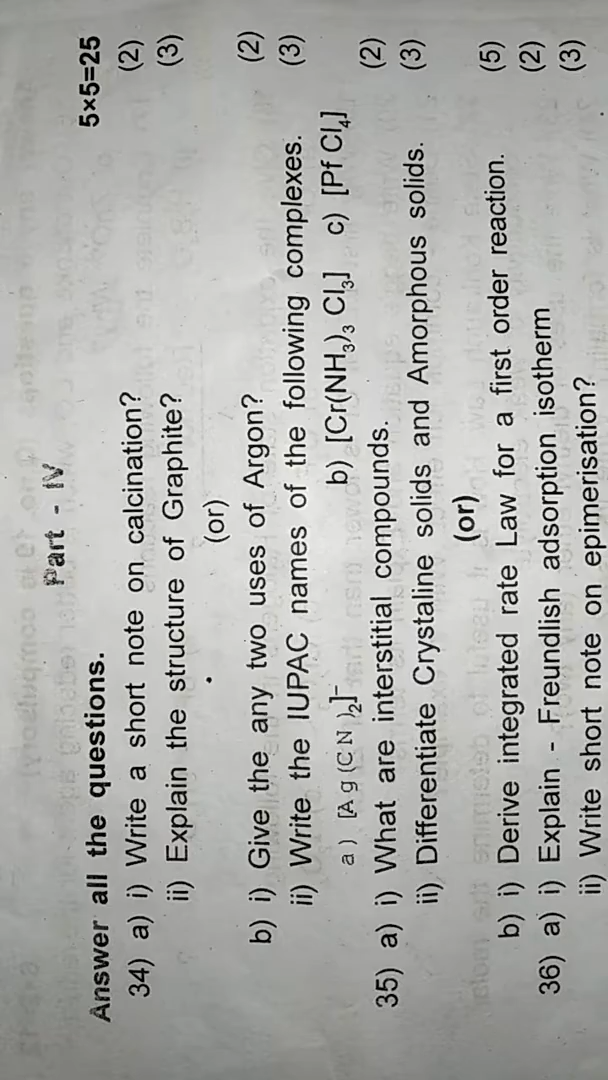 Part - IV
Answer all the questions. 5×5=25
34) a) i) Write a short note on calcination? (2)
ii) Explain the structure of Graphite? (3)
(or)
b) i) Give the any two uses of Argon? (2)
ii) Write the IUPAC names of the following complexes. (3)
a) [Ag(CN)₂]⁻ b) [Cr(NH₃)₃ Cl₃] c) [Pf Cl₄]
35) a) i) What are interstitial compounds. (2)
ii) Differentiate Crystaline solids and Amorphous solids. (3)
(or)
b) i) Derive integrated rate Law for a first order reaction. (5)
36) a) i) Explain - Freundlish adsorption isotherm (2)
ii) Write short note on epimerisation? (3)